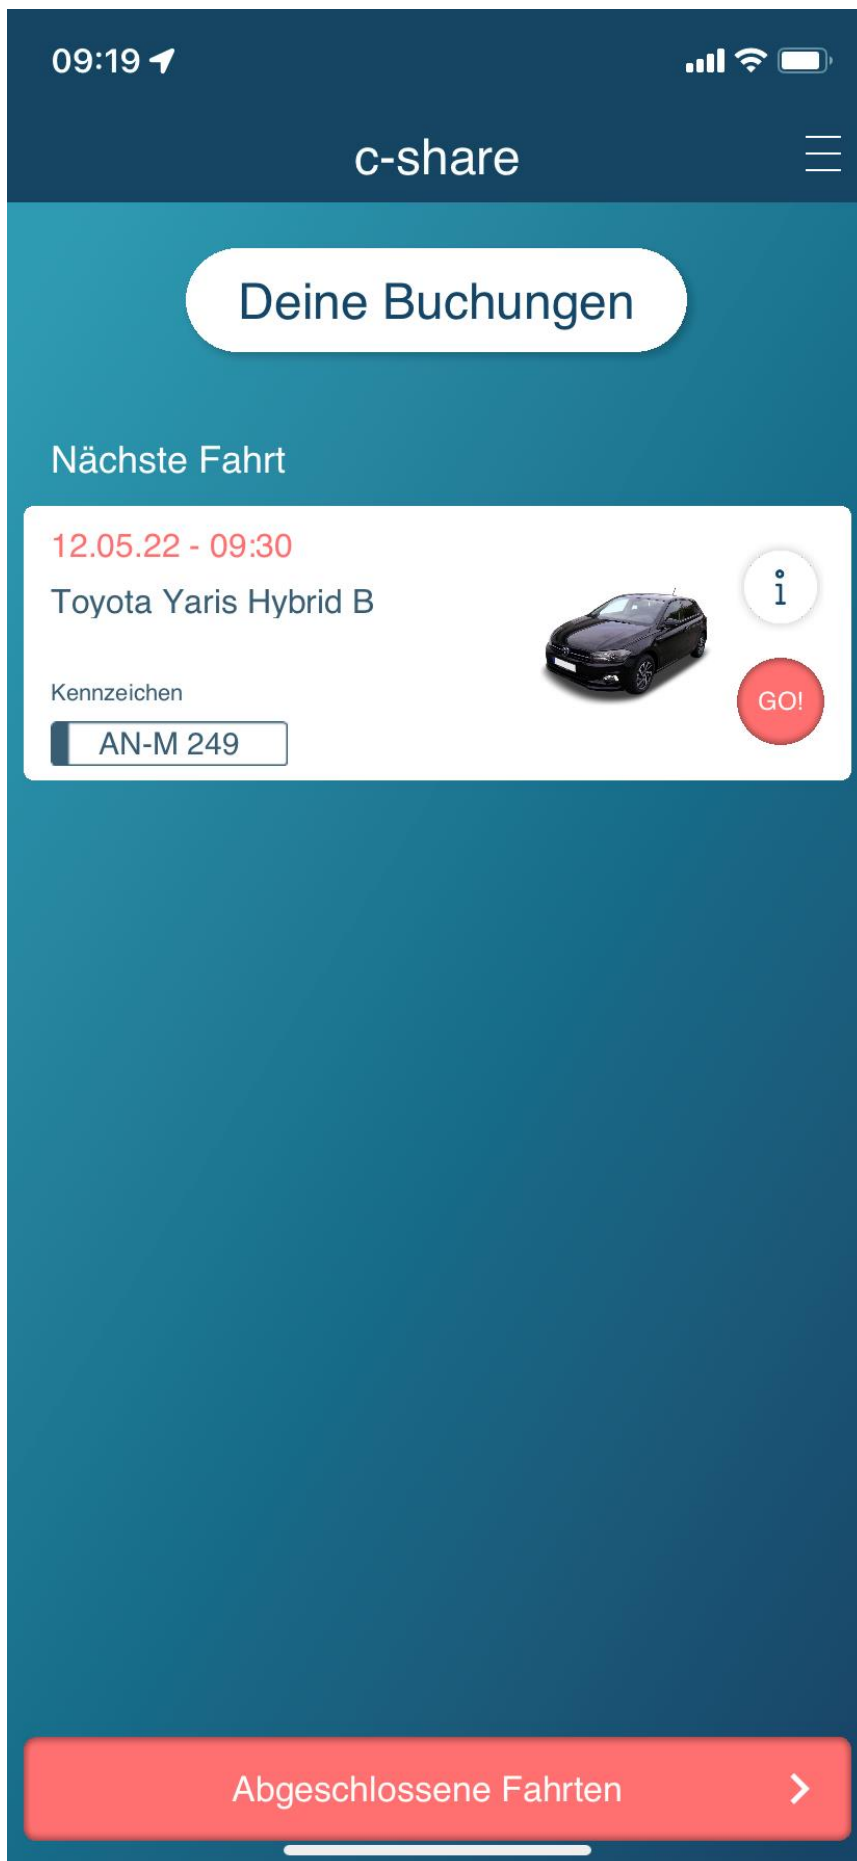 09:19
c-share
Deine Buchungen
Nächste Fahrt
12.05.22 - 09:30
Toyota Yaris Hybrid B
Kennzeichen
AN-M 249
i
GO!
Abgeschlossene Fahrten